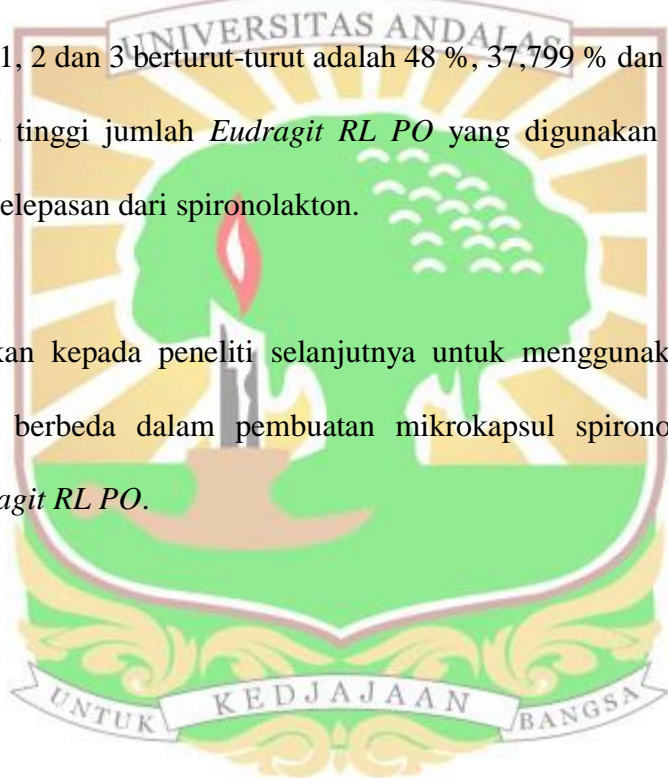 UNIVERSITAS ANDALAS
1, 2 dan 3 berturut-turut adalah 48 %, 37,799 % dan
tinggi jumlah Eudragit RL PO yang digunakan
elepasan dari spironolakton.
kan kepada peneliti selanjutnya untuk menggunak
berbeda dalam pembuatan mikrokapsul spirono
agit RL PO.
UNTUK KEDJAJAAN BANGSA